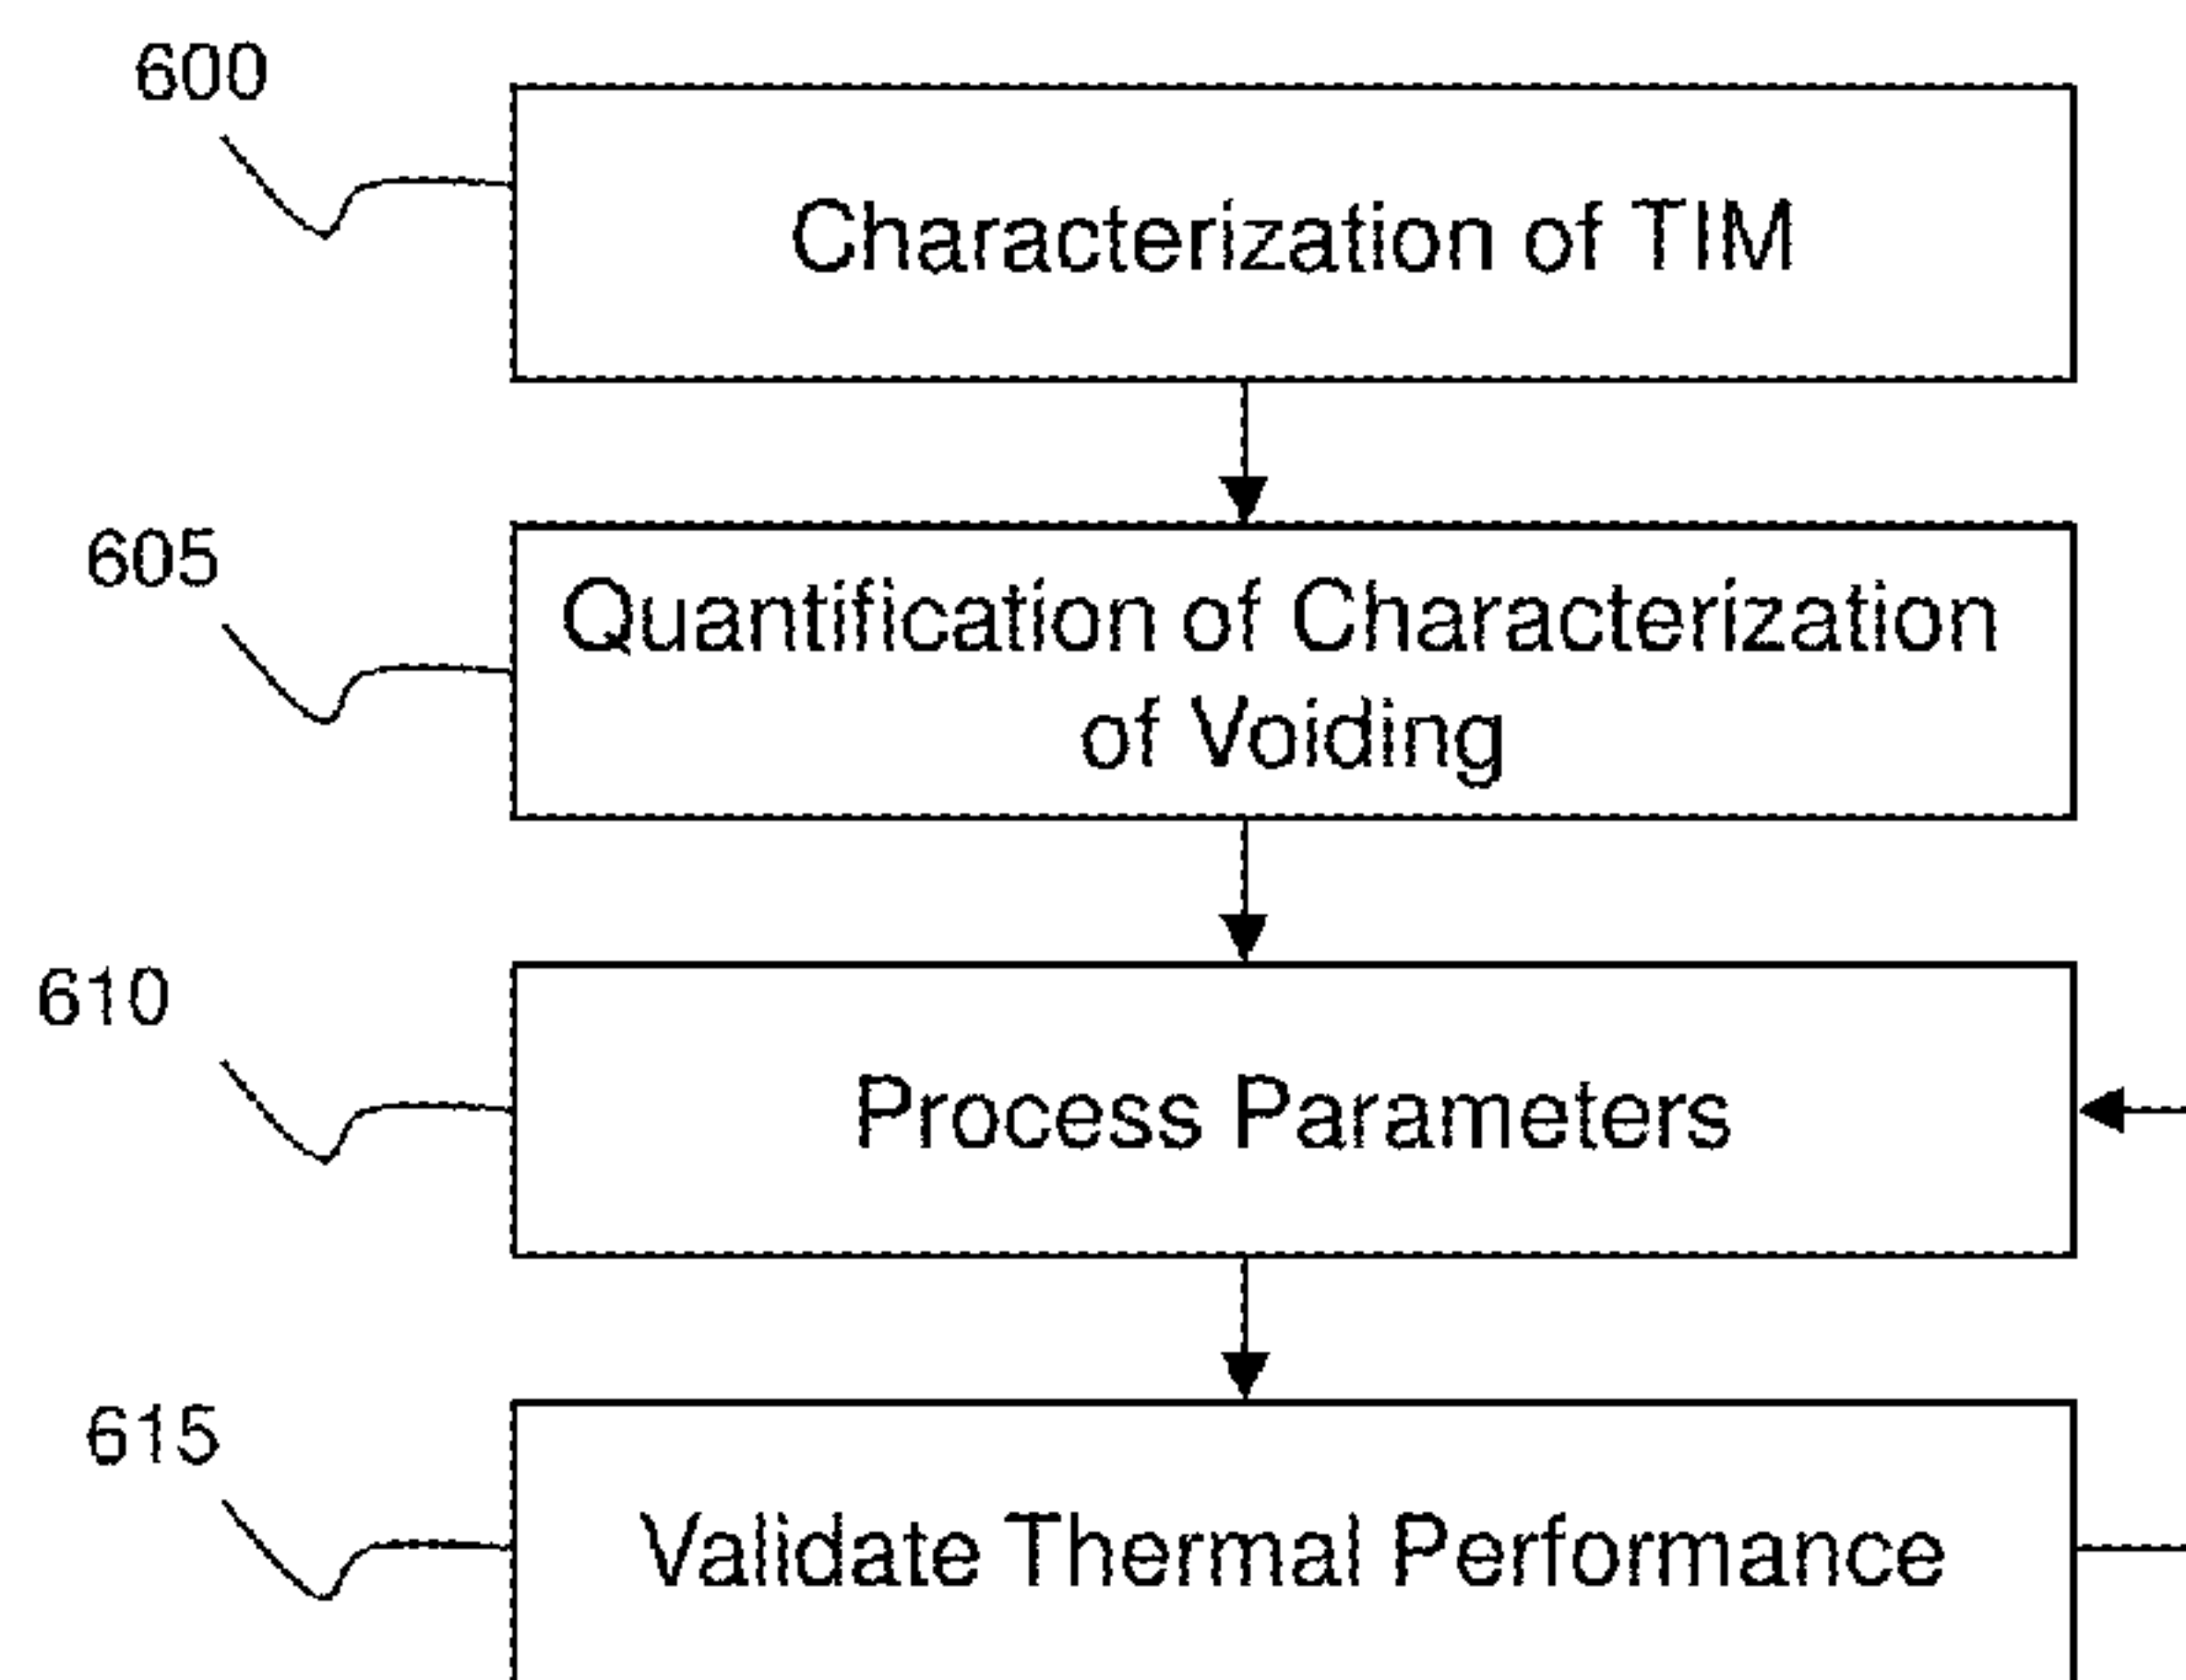 600
Characterization of TIM
605
Quantification of Characterization
of Voiding
610
Process Parameters
615
Validate Thermal Performance